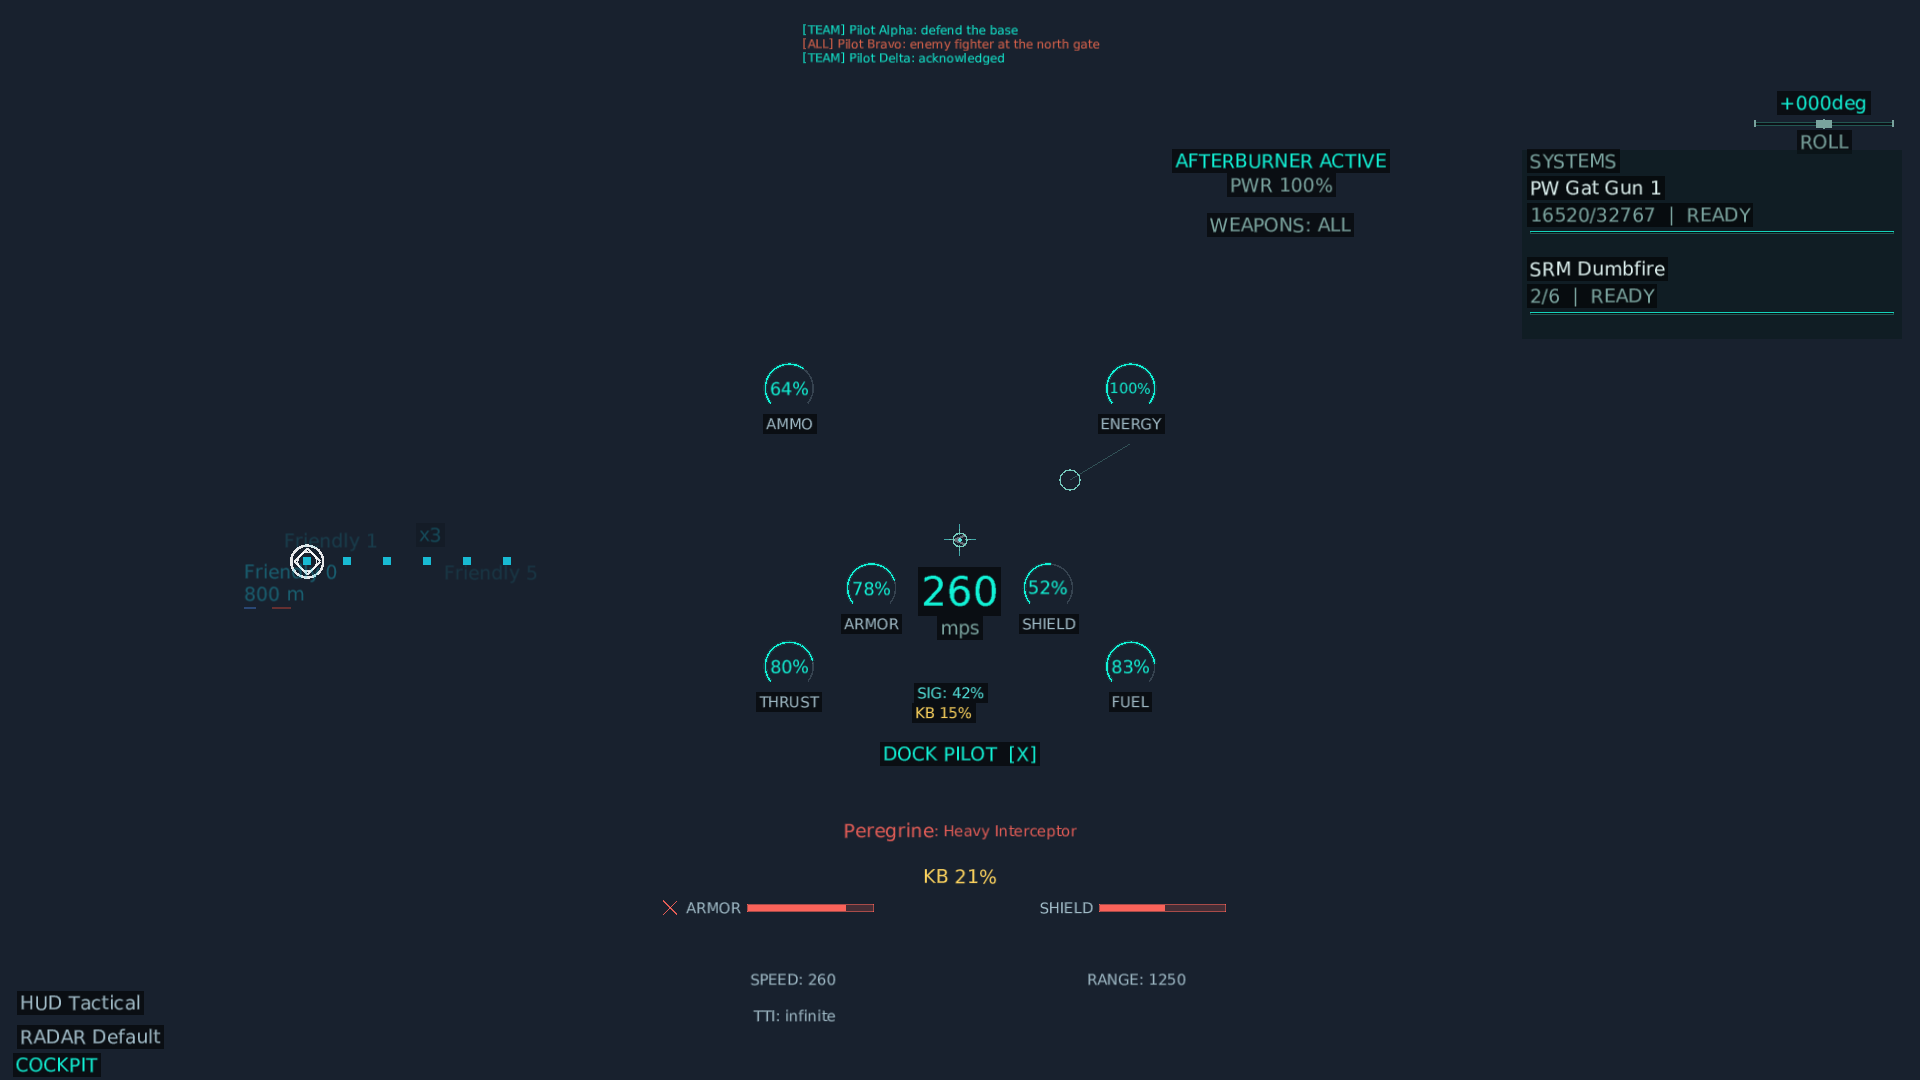 [TEAM] Pilot Alpha: defend the base
[ALL] Pilot Bravo: enemy fighter at the north gate
[TEAM] Pilot Delta: acknowledged
+000deg
ROLL
AFTERBURNER ACTIVE
PWR 100%
WEAPONS: ALL
SYSTEMS
PW Gat Gun 1
16520/32767 | READY
SRM Dumbfire
2/6 | READY
64%
AMMO
100%
ENERGY
Friendly 1
x3
Friendly 0
800 m
Friendly 5
78%
ARMOR
260
mps
52%
SHIELD
80%
THRUST
83%
FUEL
SIG: 42%
KB 15%
DOCK PILOT [X]
Peregrine: Heavy Interceptor
KB 21%
ARMOR
SHIELD
SPEED: 260
RANGE: 1250
TTI: infinite
HUD Tactical
RADAR Default
COCKPIT